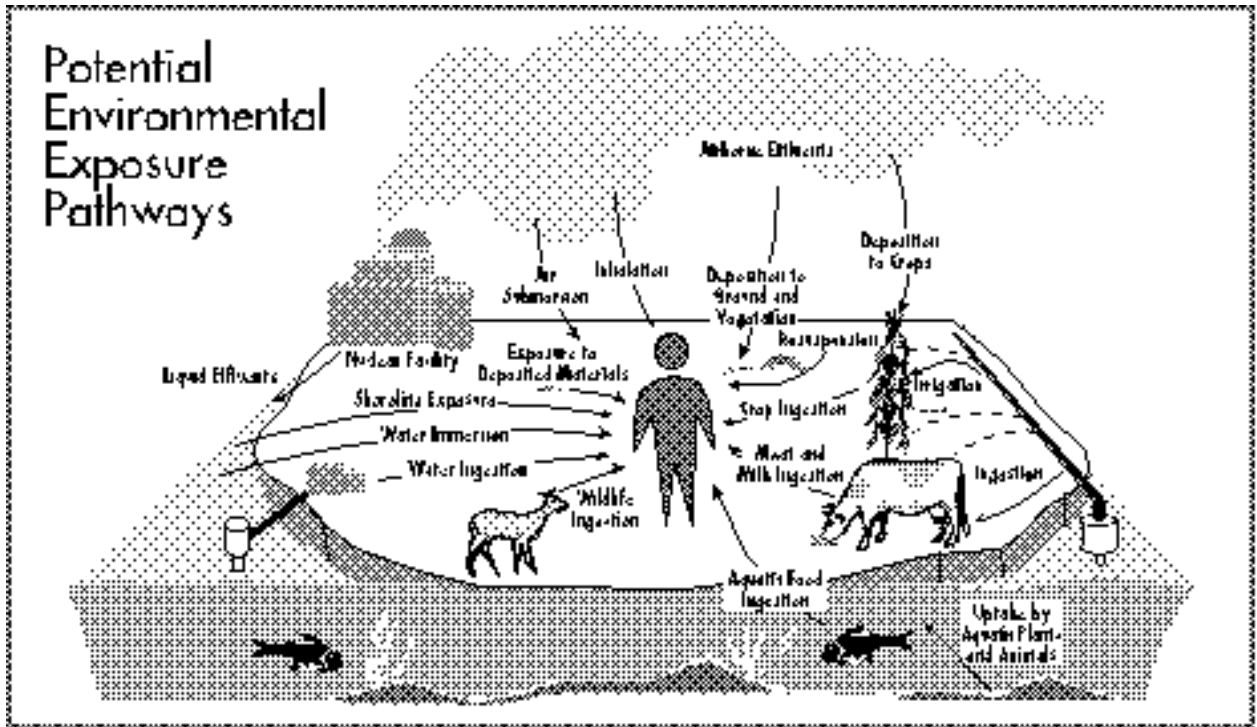 Potential
Environmental
Exposure
Pathways
Airborne Effluents
Deposition
to Crops
Air
Submersion
Inhalation
Deposition to
Ground and
Vegetation
Resuspension
Nuclear Facility
Liquid Effluents
Exposure to
Deposited Materials
Shoreline Exposure
Irrigation
Crop Ingestion
Water Immersion
Meat and
Milk Ingestion
Ingestion
Water Ingestion
Wildlife
Ingestion
Aquatic Food
Ingestion
Uptake by
Aquatic Plants
and Animals